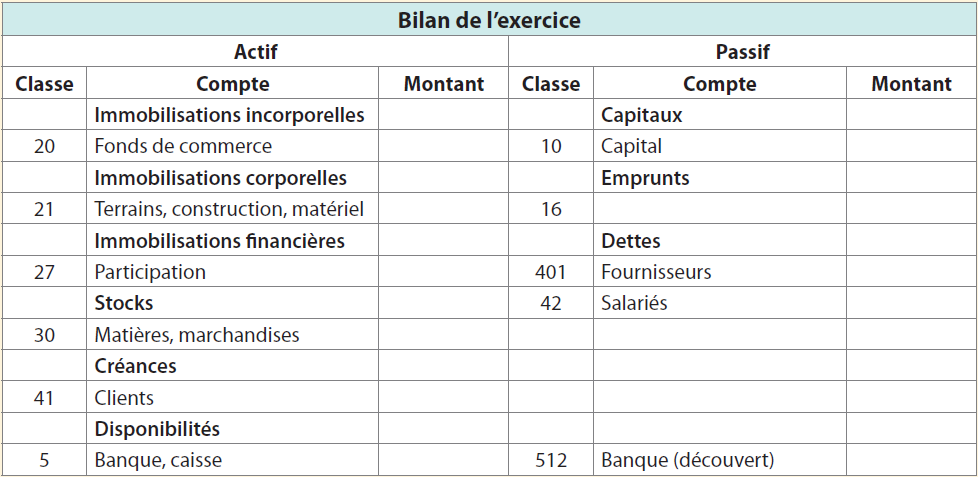 Bilan de l'exercice
Actif Passif
Classe Compte Montant Classe Compte Montant
Immobilisations incorporelles Capitaux
20 Fonds de commerce 10 Capital
Immobilisations corporelles Emprunts
21 Terrains, construction, matériel 16
Immobilisations financières Dettes
27 Participation 401 Fournisseurs
Stocks 42 Salariés
30 Matières, marchandises
Créances
41 Clients
Disponibilités
5 Banque, caisse 512 Banque (découvert)